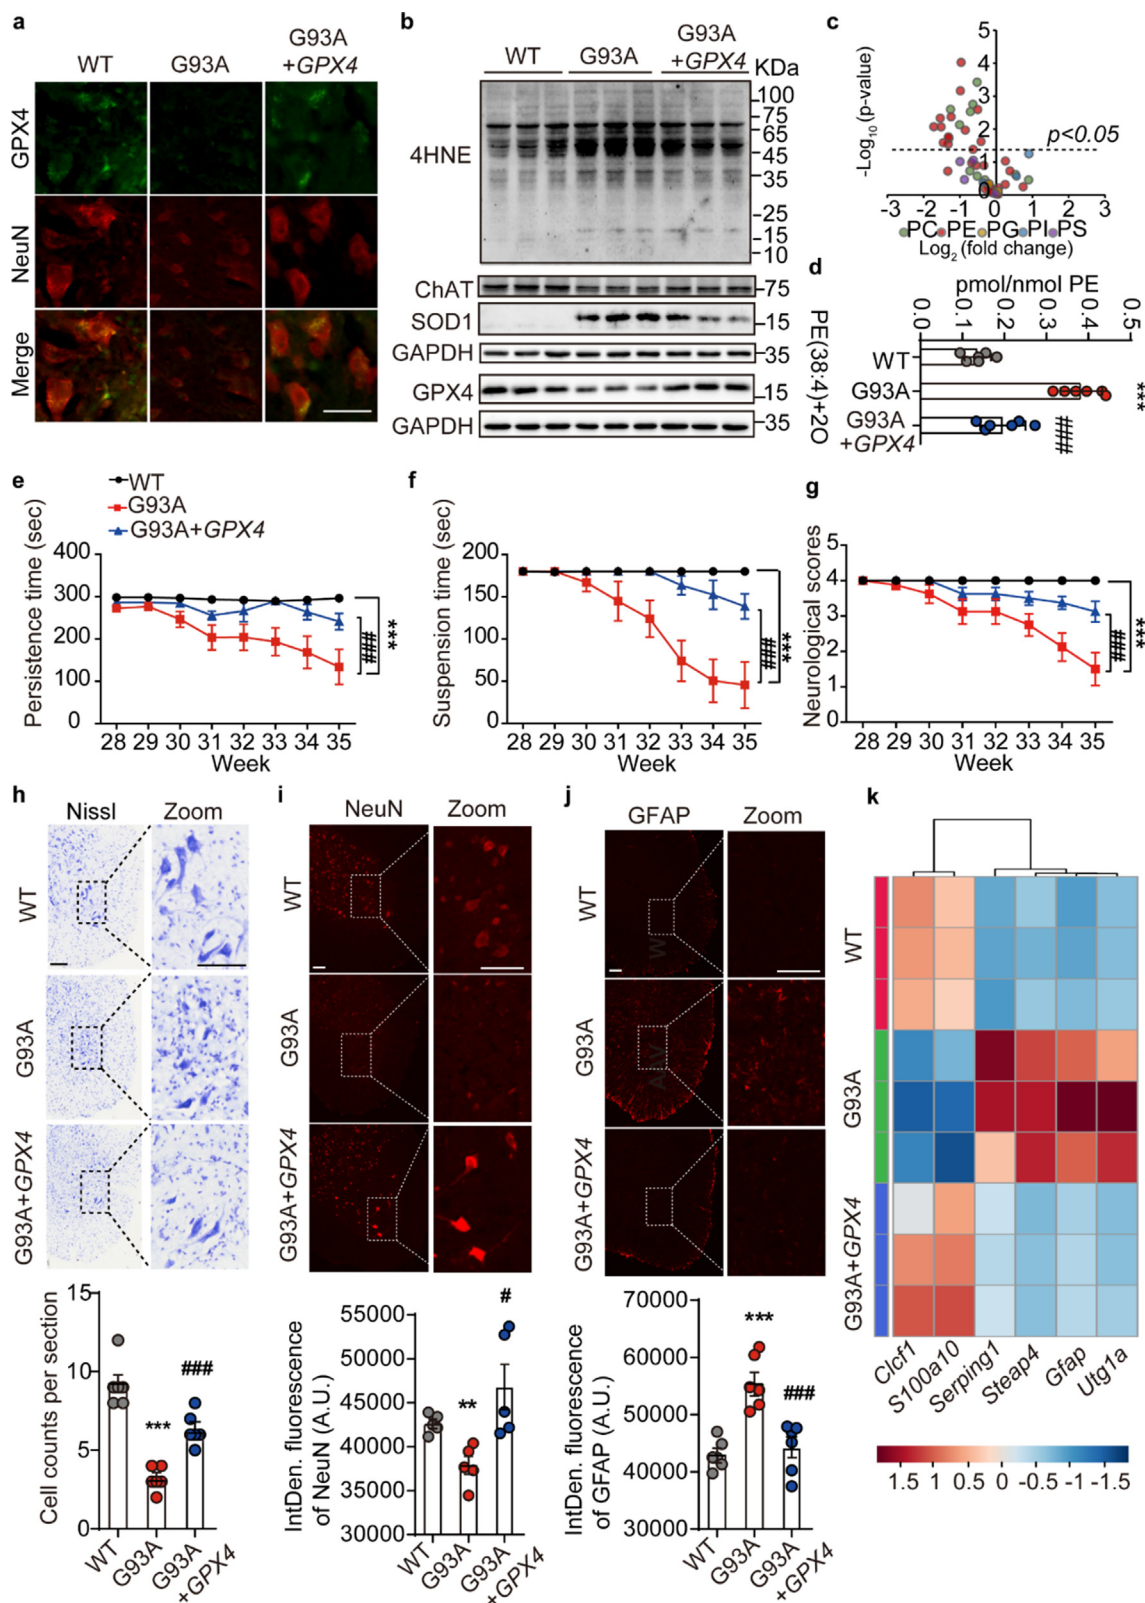 a
WT
G93A
G93A
+GPX4
GPX4
NeuN
Merge
b
WT
G93A
G93A
+GPX4
KDa
100
75
65
45
35
25
15
10
4HNE
ChAT
75
SOD1
15
GAPDH
35
GPX4
15
GAPDH
35
c
5
4
3
2
1
0
-Log10 (p-value)
p<0.05
-3 -2 -1 0 1 2 3
PC PE PG PI PS
Log2 (fold change)
d
pmol/nmol PE
0.0 0.1 0.2 0.3 0.4 0.5
PE(38:4)+2O
WT
G93A
***
G93A
+GPX4
###
e
WT
G93A
G93A+GPX4
Persistence time (sec)
400
300
200
100
0
28 29 30 31 32 33 34 35
Week
###
***
f
Suspension time (sec)
200
150
100
50
0
28 29 30 31 32 33 34 35
Week
###
***
g
Neurological scores
5
4
3
2
1
0
28 29 30 31 32 33 34 35
Week
###
***
h
Nissl
Zoom
WT
G93A
G93A+GPX4
Cell counts per section
15
10
5
0
***
###
WT
G93A
G93A
+GPX4
i
NeuN
Zoom
WT
G93A
G93A+GPX4
IntDen. fluorescence
of NeuN (A.U.)
55000
50000
45000
40000
35000
30000
**
#
WT
G93A
G93A
+GPX4
j
GFAP
Zoom
WT
G93A
G93A+GPX4
IntDen. fluorescence
of GFAP (A.U.)
70000
60000
50000
40000
30000
***
###
WT
G93A
G93A
+GPX4
k
WT
G93A
G93A+GPX4
Clcf1
S100a10
Serping1
Steap4
Gfap
Utg1a
1.5 1 0.5 0 -0.5 -1 -1.5